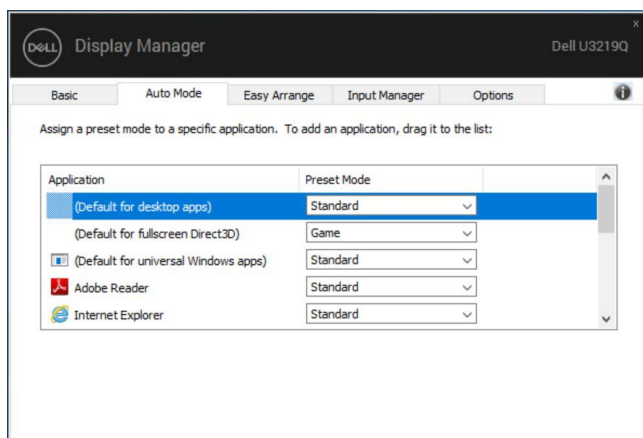 x
DELL Display Manager Dell U3219Q
Basic Auto Mode Easy Arrange Input Manager Options
Assign a preset mode to a specific application. To add an application, drag it to the list:
Application Preset Mode
(Default for desktop apps) Standard
(Default for fullscreen Direct3D) Game
(Default for universal Windows apps) Standard
Adobe Reader Standard
Internet Explorer Standard